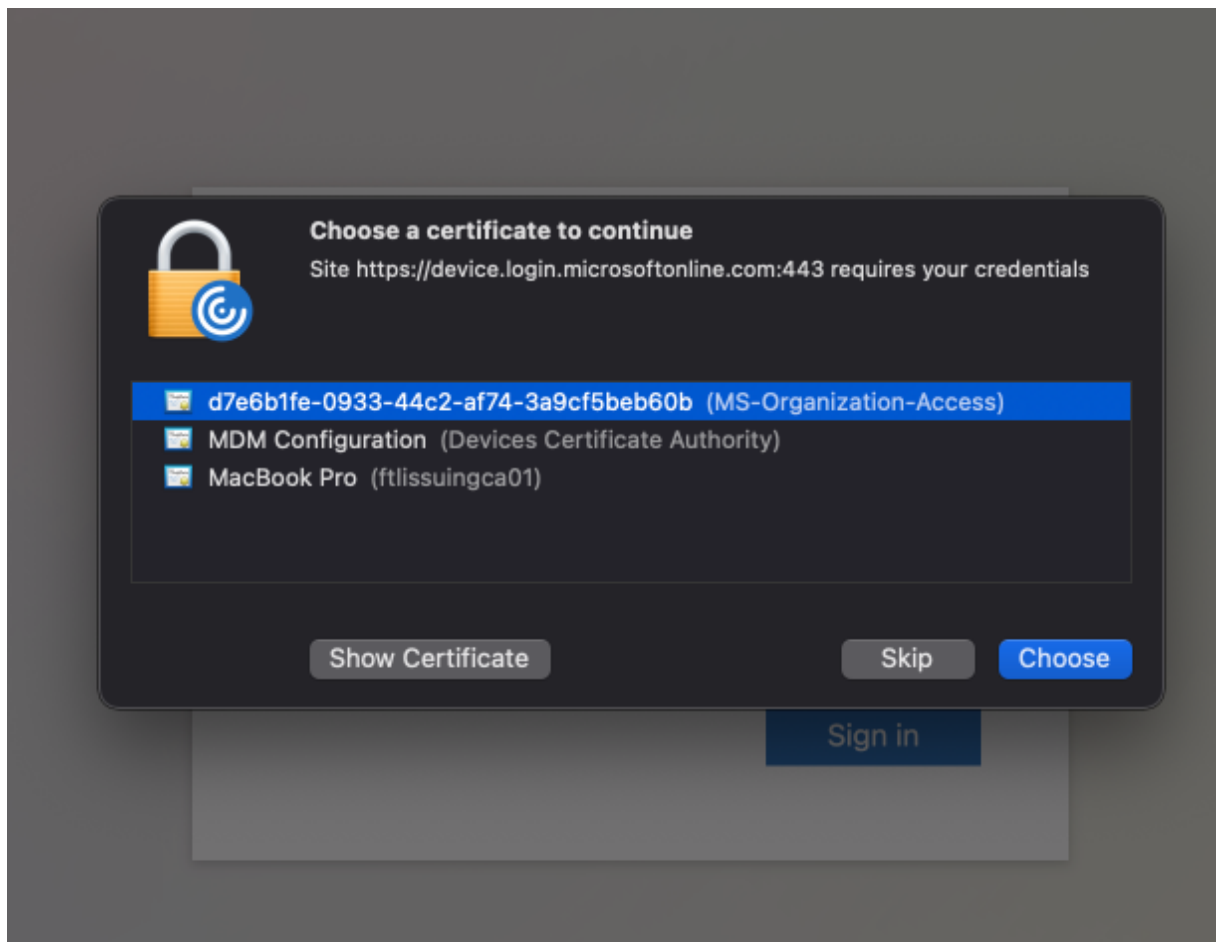 Choose a certificate to continue
Site https://device.login.microsoftonline.com:443 requires your credentials
d7e6b1fe-0933-44c2-af74-3a9cf5beb60b (MS-Organization-Access)
MDM Configuration (Devices Certificate Authority)
MacBook Pro (ftlissuingca01)
Show Certificate
Skip
Choose
Sign in